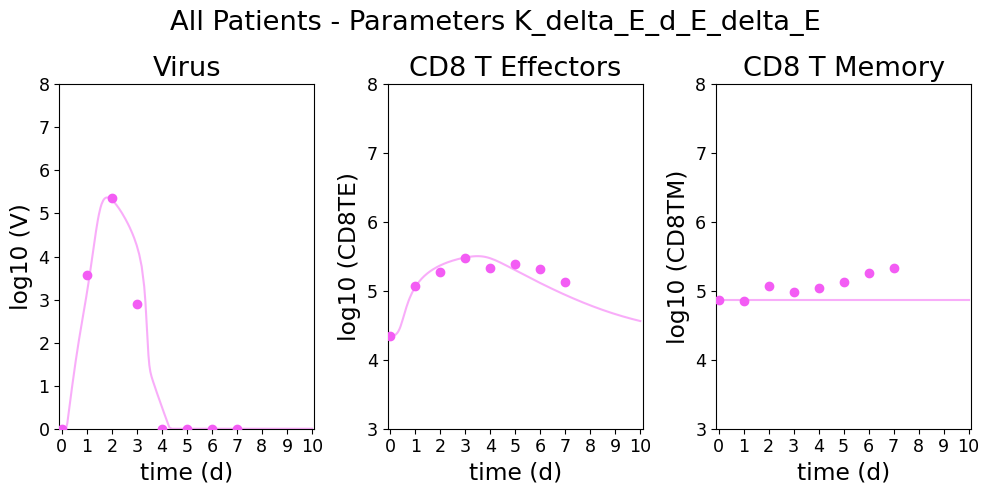 All Patients - Parameters K_delta_E_d_E_delta_E
Virus
CD8 T Effectors
CD8 T Memory
log10 (V)
8
7
6
5
4
3
2
1
0
0 1 2 3 4 5 6 7 8 9 10
time (d)
log10 (CD8TE)
8
7
6
5
4
3
0 1 2 3 4 5 6 7 8 9 10
time (d)
log10 (CD8TM)
8
7
6
5
4
3
0 1 2 3 4 5 6 7 8 9 10
time (d)